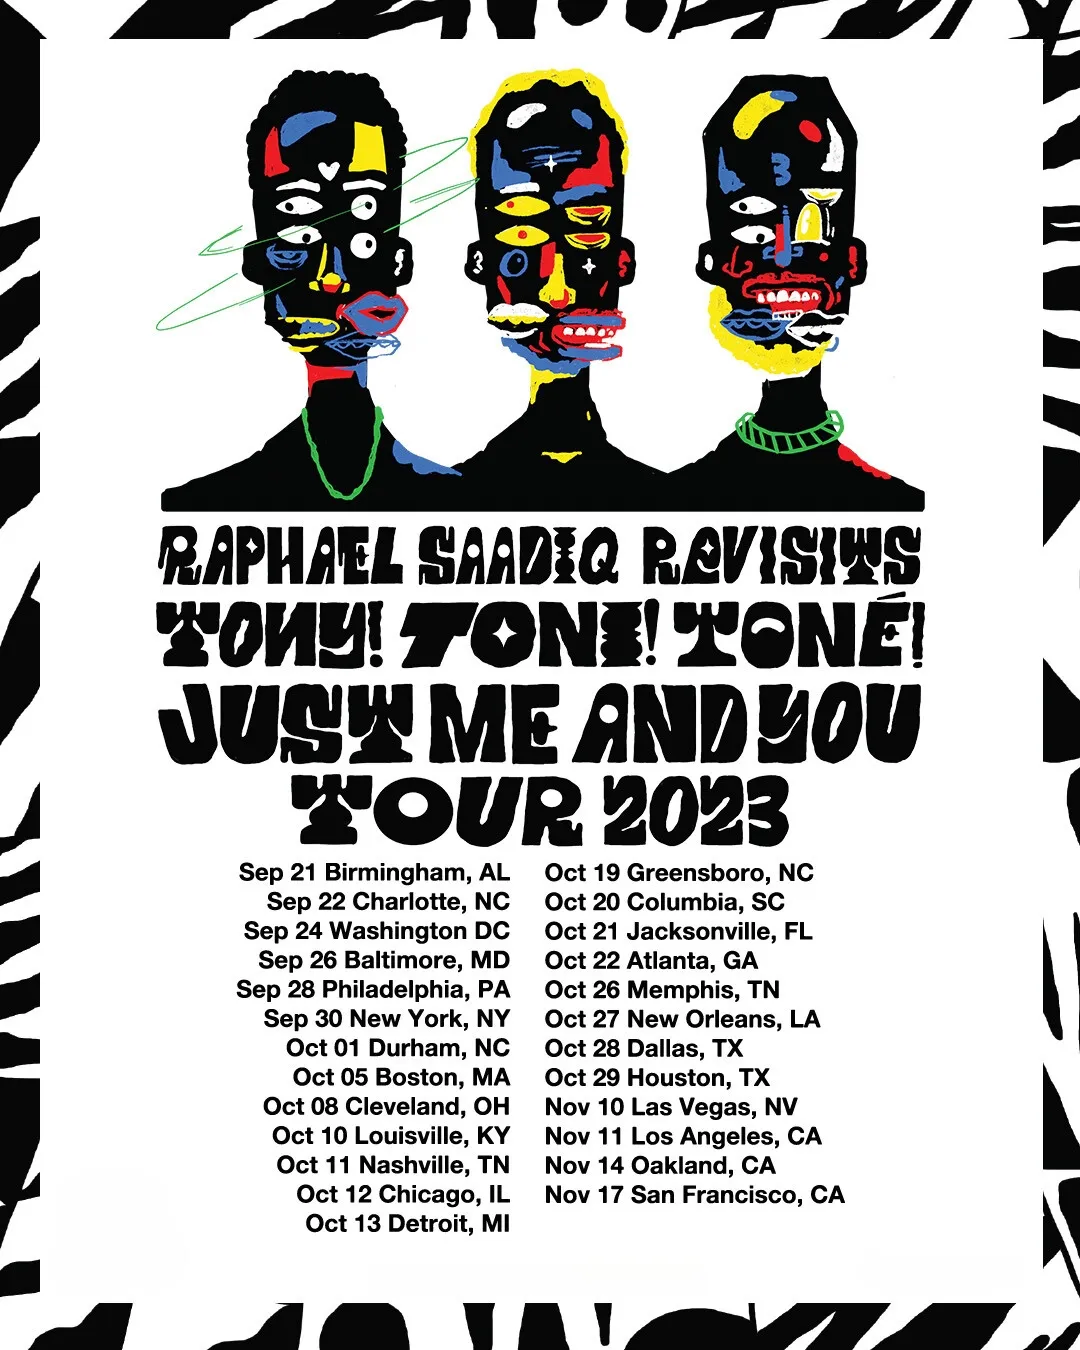 RAPHAEL SAADIQ REVISITS
TONY! TONI! TONÉ!
JUST ME AND YOU
TOUR 2023
Sep 21 Birmingham, AL
Sep 22 Charlotte, NC
Sep 24 Washington DC
Sep 26 Baltimore, MD
Sep 28 Philadelphia, PA
Sep 30 New York, NY
Oct 01 Durham, NC
Oct 05 Boston, MA
Oct 08 Cleveland, OH
Oct 10 Louisville, KY
Oct 11 Nashville, TN
Oct 12 Chicago, IL
Oct 13 Detroit, MI
Oct 19 Greensboro, NC
Oct 20 Columbia, SC
Oct 21 Jacksonville, FL
Oct 22 Atlanta, GA
Oct 26 Memphis, TN
Oct 27 New Orleans, LA
Oct 28 Dallas, TX
Oct 29 Houston, TX
Nov 10 Las Vegas, NV
Nov 11 Los Angeles, CA
Nov 14 Oakland, CA
Nov 17 San Francisco, CA